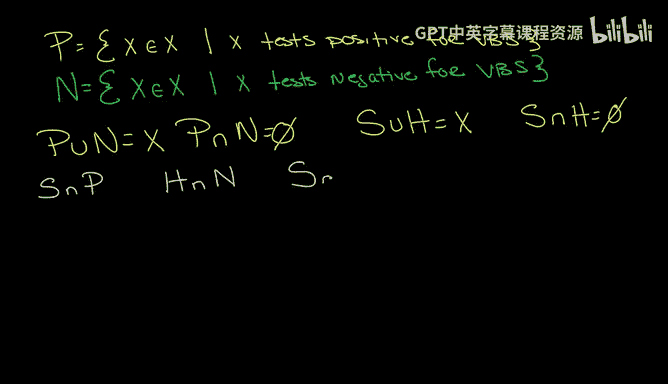 GPT中英字幕课程资源 bilibili
P = { x ∈ X | x tests positive for VBS }
N = { x ∈ X | x tests negative for VBS }
P∪N = X P∩N = ∅ S∪H = X S∩H = ∅
S∩P H∩N S∩